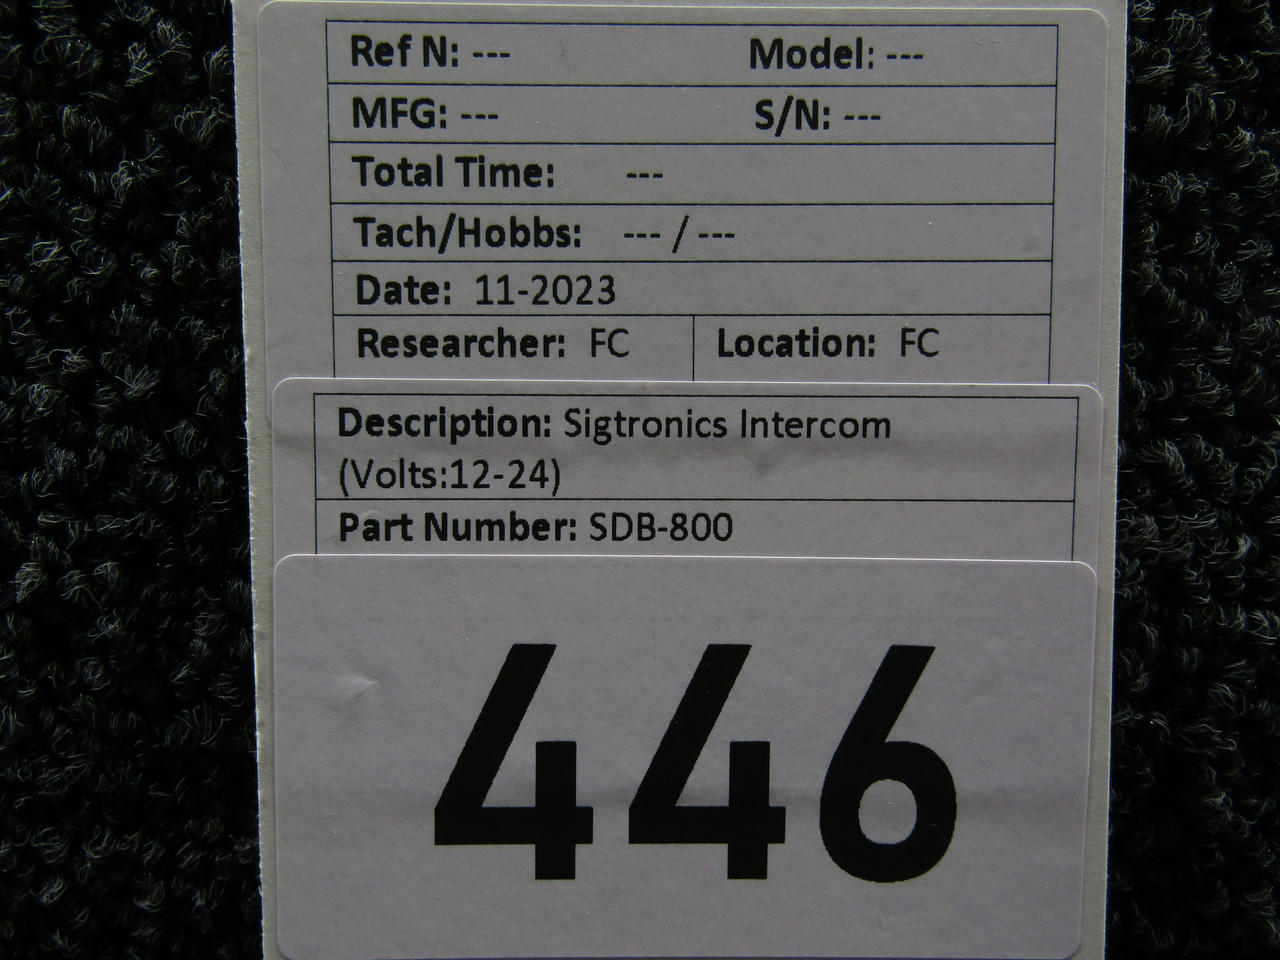 Ref N: --- Model: ---
MFG: --- S/N: ---
Total Time: ---
Tach/Hobbs: --- / ---
Date: 11-2023
Researcher: FC Location: FC
Description: Sigtronics Intercom
(Volts:12-24)
Part Number: SDB-800
446